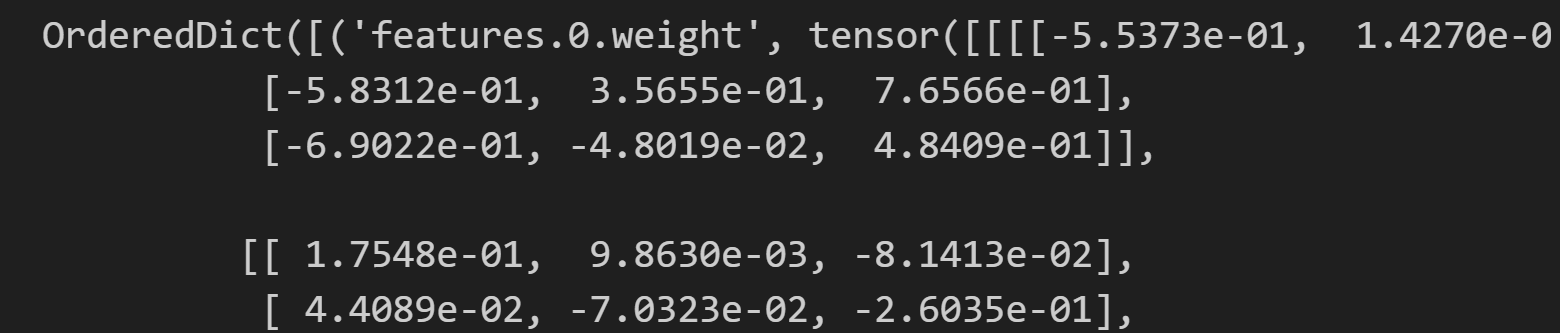 OrderedDict([('features.0.weight', tensor([[[[-5.5373e-01,  1.4270e-0
[-5.8312e-01,  3.5655e-01,  7.6566e-01],
[-6.9022e-01, -4.8019e-02,  4.8409e-01]],
[[ 1.7548e-01,  9.8630e-03, -8.1413e-02],
[ 4.4089e-02, -7.0323e-02, -2.6035e-01],